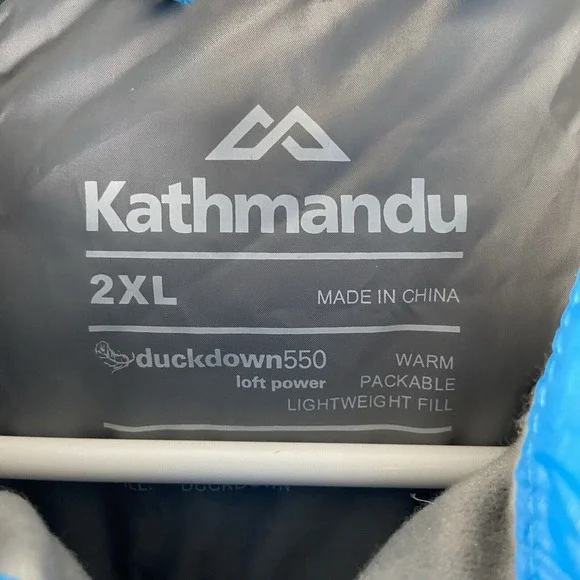 Kathmandu
2XL MADE IN CHINA
duckdown550 WARM
loft power PACKABLE
LIGHTWEIGHT FILL